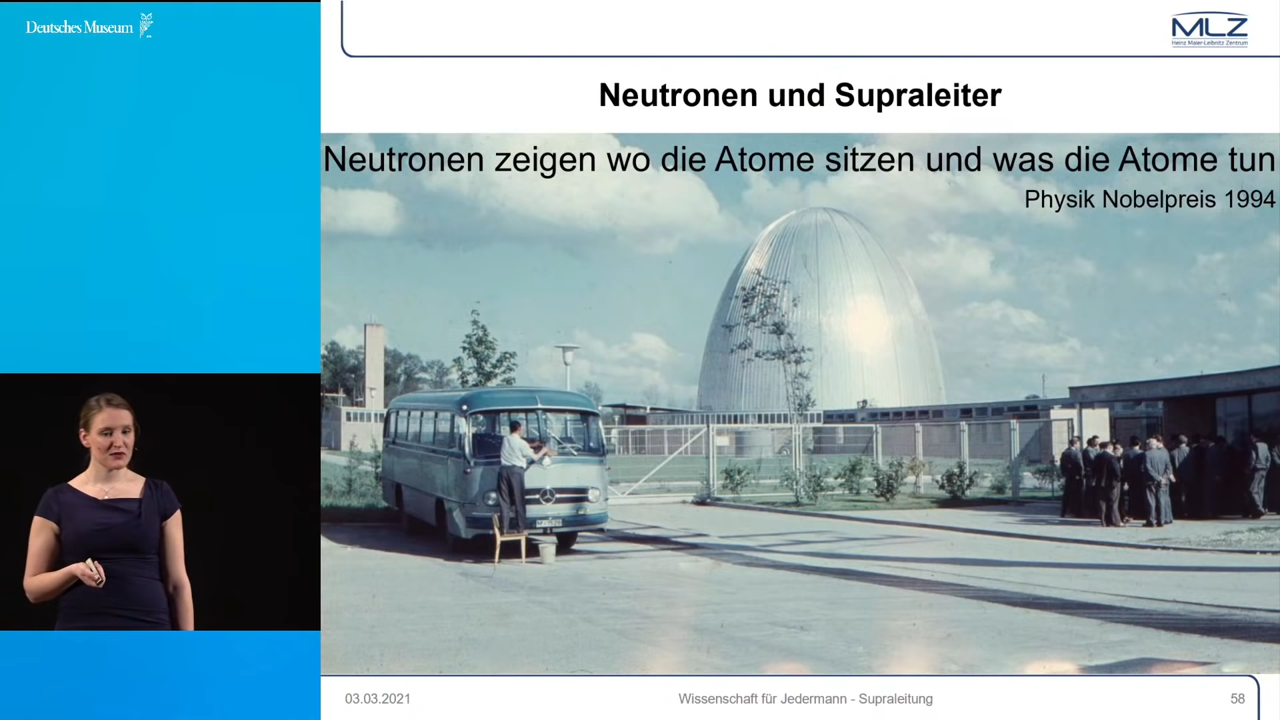 Deutsches Museum
MLZ
Heinz Maier-Leibnitz Zentrum
Neutronen und Supraleiter
Neutronen zeigen wo die Atome sitzen und was die Atome tun
Physik Nobelpreis 1994
03.03.2021
Wissenschaft für Jedermann - Supraleitung
58